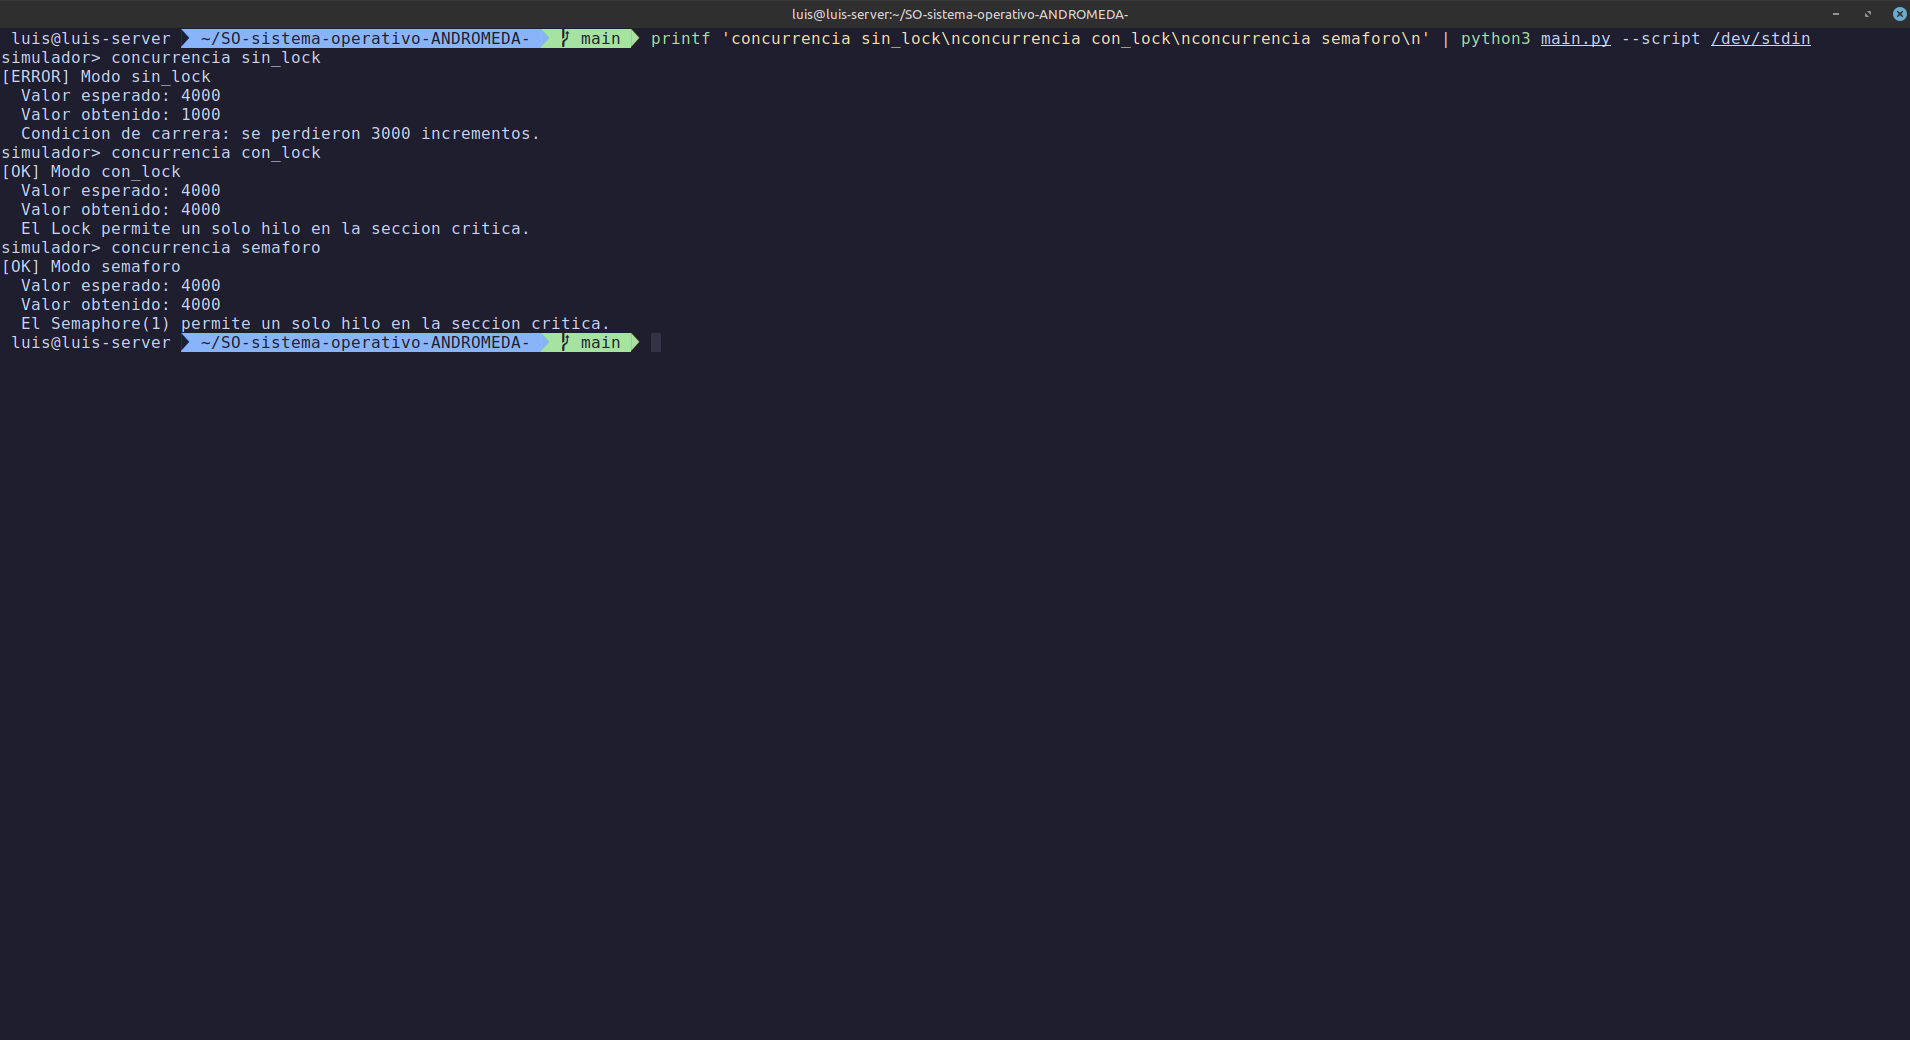 luis@luis-server:~/SO-sistema-operativo-ANDROMEDA-
luis@luis-server ~/SO-sistema-operativo-ANDROMEDA- main printf 'concurrencia sin_lock\nconcurrencia con_lock\nconcurrencia semaforo\n' | python3 main.py --script /dev/stdin
simulador> concurrencia sin_lock
[ERROR] Modo sin_lock
  Valor esperado: 4000
  Valor obtenido: 1000
  Condicion de carrera: se perdieron 3000 incrementos.
simulador> concurrencia con_lock
[OK] Modo con_lock
  Valor esperado: 4000
  Valor obtenido: 4000
  El Lock permite un solo hilo en la seccion critica.
simulador> concurrencia semaforo
[OK] Modo semaforo
  Valor esperado: 4000
  Valor obtenido: 4000
  El Semaphore(1) permite un solo hilo en la seccion critica.
luis@luis-server ~/SO-sistema-operativo-ANDROMEDA- main